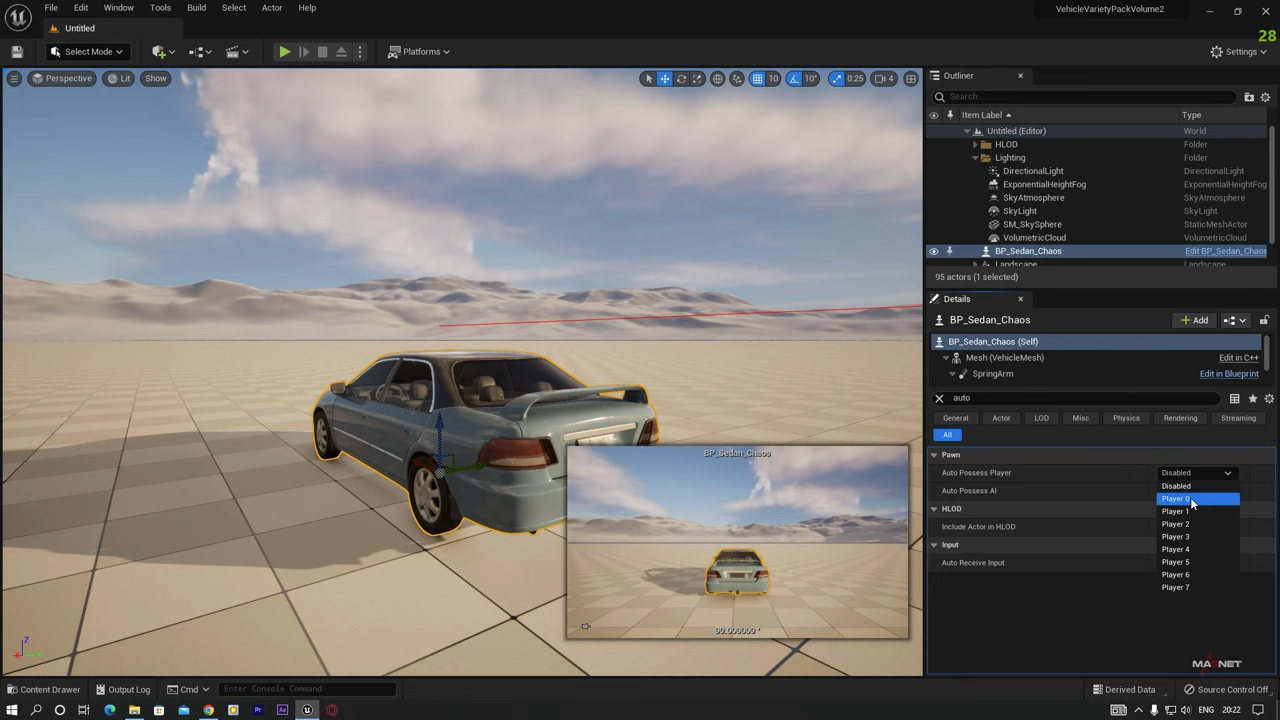 File Edit Window Tools Build Select Actor Help
VehicleVarietyPackVolume2
Untitled
28
Select Mode
Platforms
Settings
Perspective Lit Show
10 10° 0.25 4
Outliner
Search...
Item Label Type
Untitled (Editor) World
HLOD Folder
Lighting Folder
DirectionalLight DirectionalLight
ExponentialHeightFog ExponentialHeightFog
SkyAtmosphere SkyAtmosphere
SkyLight SkyLight
SM_SkySphere StaticMeshActor
VolumetricCloud VolumetricCloud
BP_Sedan_Chaos Edit BP_Sedan_Chaos
Landscape Landscape
95 actors (1 selected)
Details
BP_Sedan_Chaos
Add
BP_Sedan_Chaos (Self)
Mesh (VehicleMesh) Edit in C++
SpringArm Edit in Blueprint
auto
General Actor LOD Misc Physics Rendering Streaming
All
Pawn
Auto Possess Player Disabled
Auto Possess AI
HLOD
Include Actor in HLOD
Input
Auto Receive Input
Disabled
Player 0
Player 1
Player 2
Player 3
Player 4
Player 5
Player 6
Player 7
BP_Sedan_Chaos
90.000000 °
Z
MAGNET
Content Drawer Output Log Cmd Enter Console Command
Derived Data Source Control Off
ENG 20:22